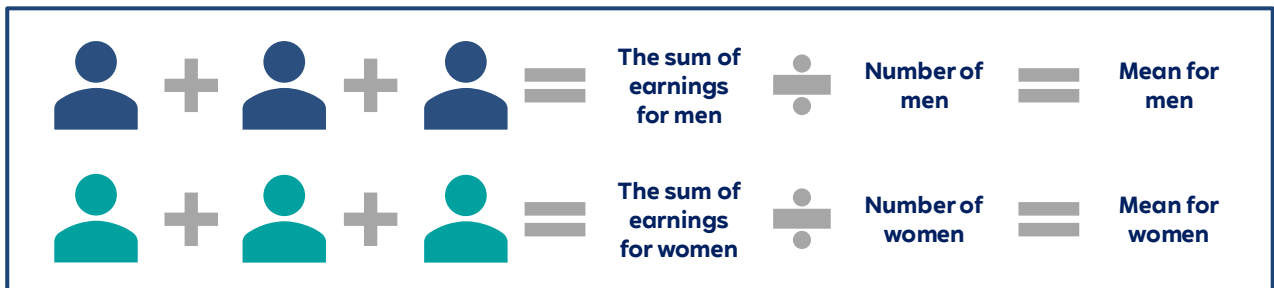 The sum of
earnings
for men
Number of
men
Mean for
men
The sum of
earnings
for women
Number of
women
Mean for
women